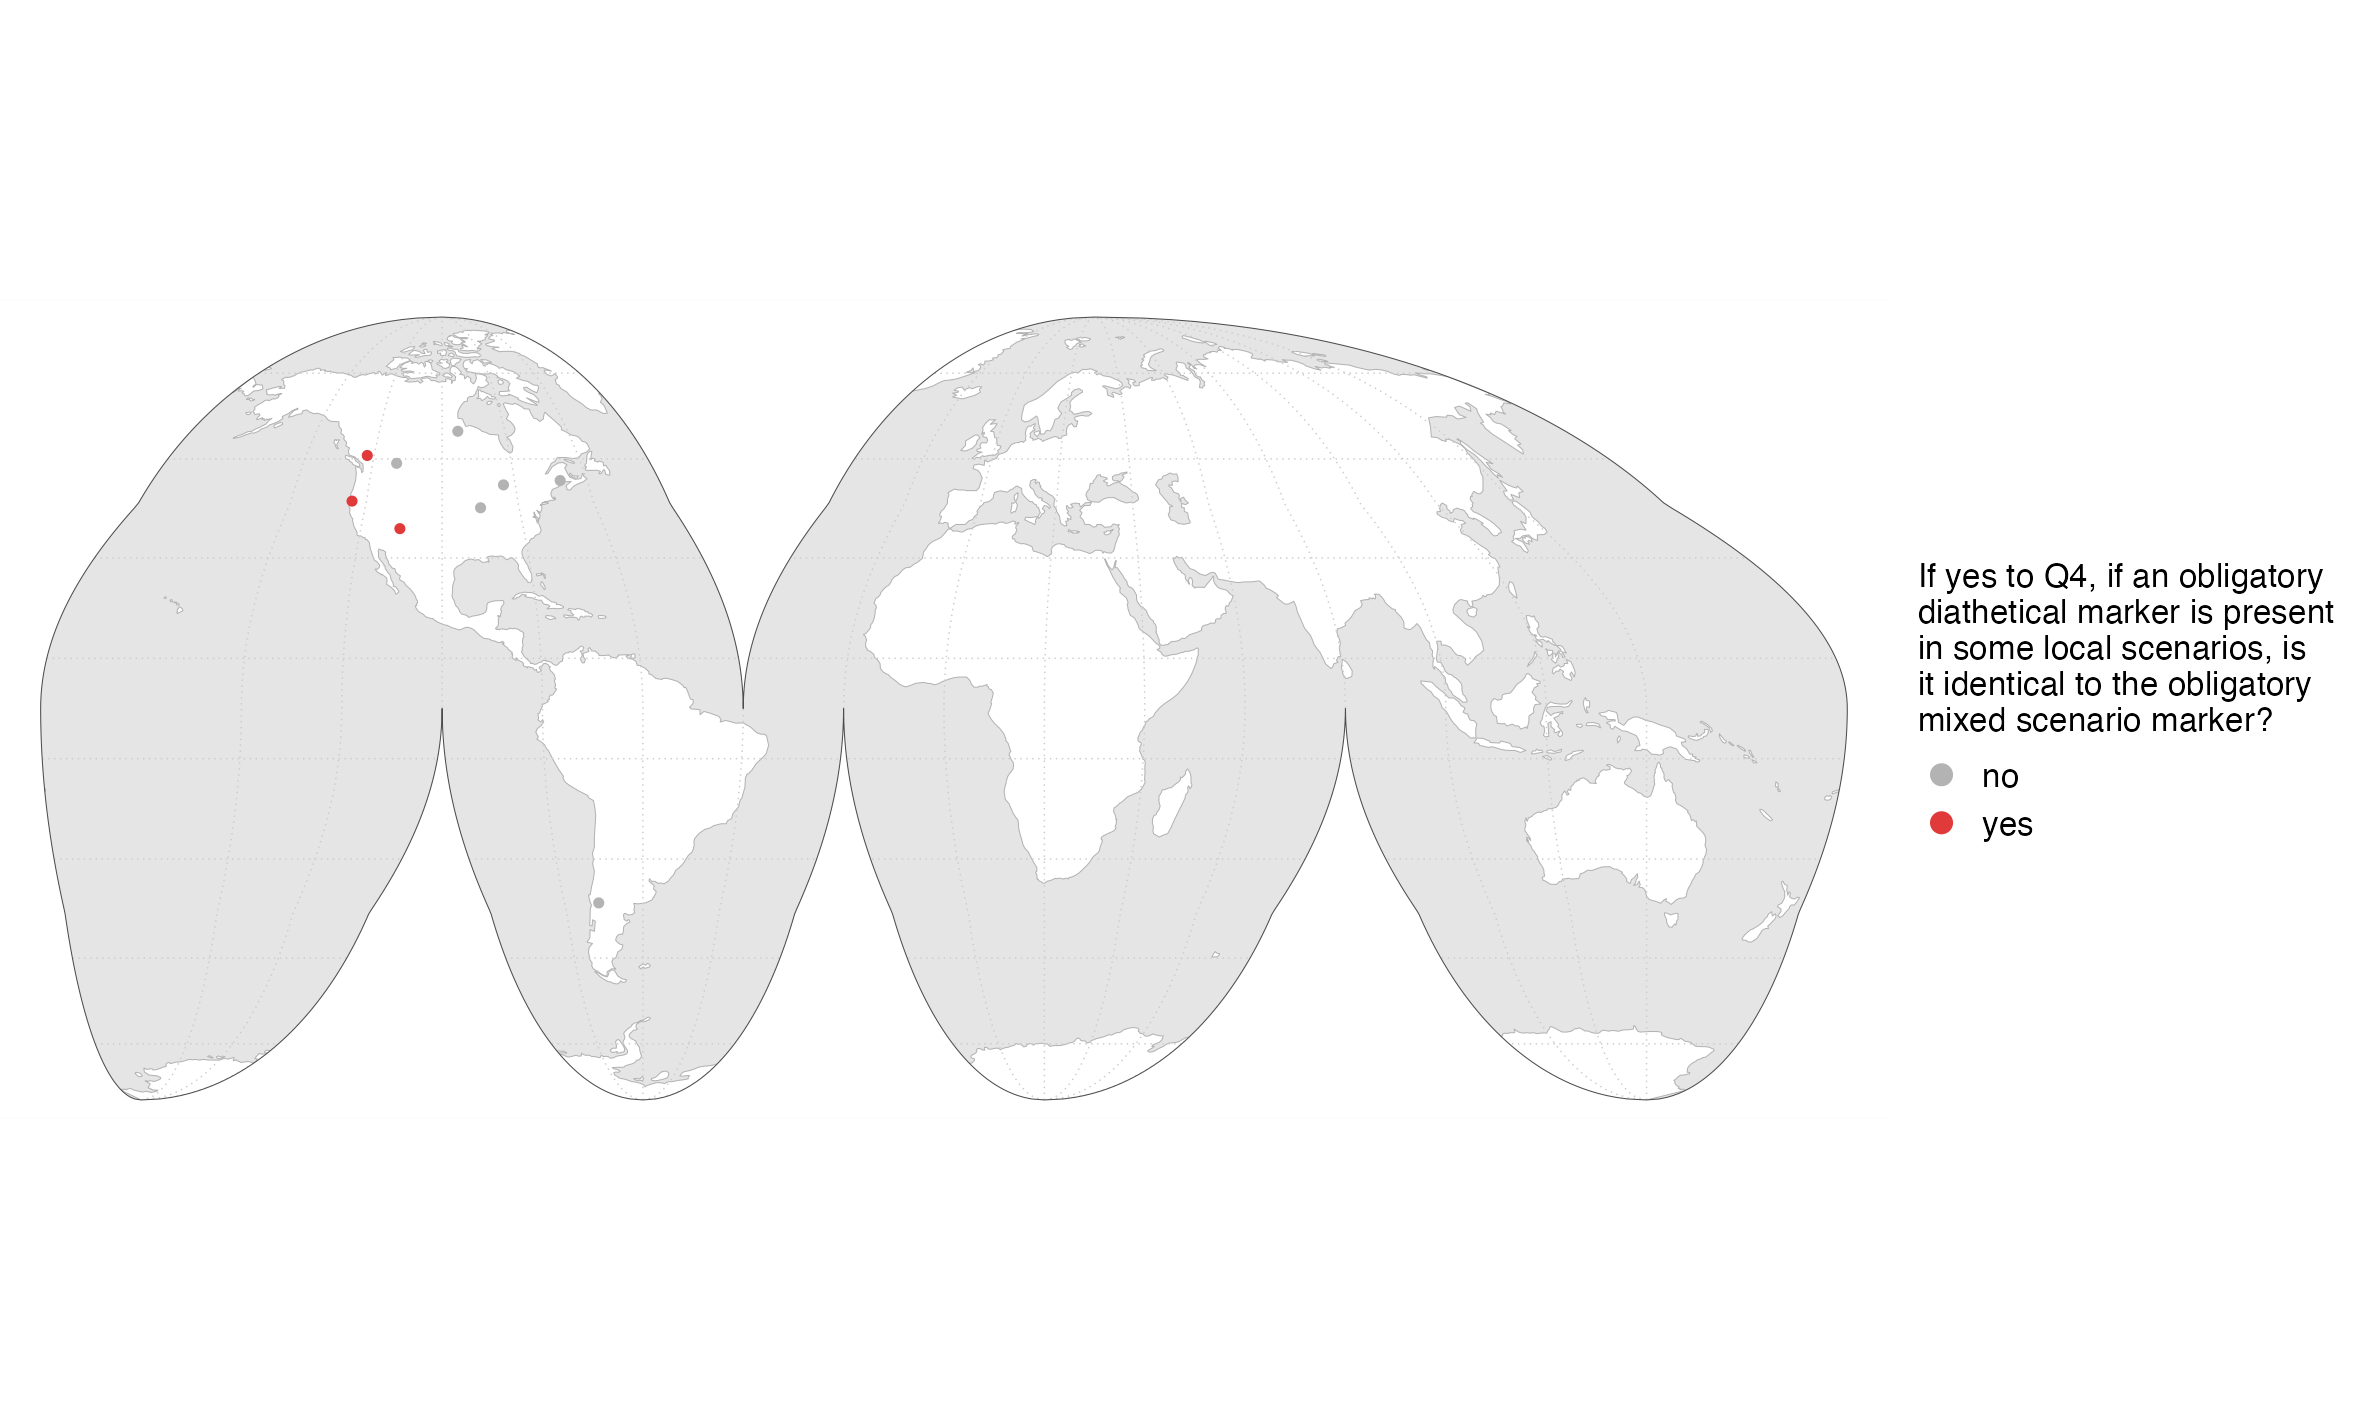 If yes to Q4, if an obligatory
diathetical marker is present
in some local scenarios, is
it identical to the obligatory
mixed scenario marker?
no
yes